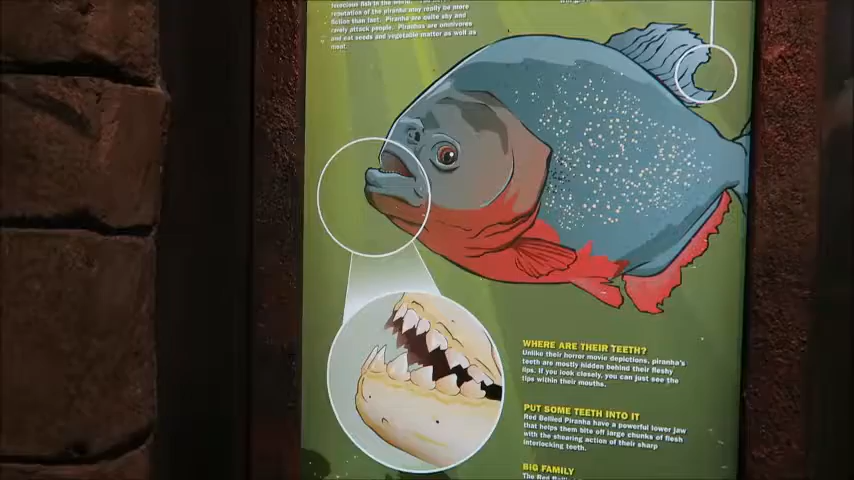 ferocious fish in the world.
reputation of the piranha may really be more
fiction than fact. Piranha are quite shy and
rarely attack people. Piranhas are omnivores
and eat seeds and vegetable matter as well as
meat.
WHERE ARE THEIR TEETH?
Unlike their horror movie depictions, piranha's
teeth are mostly hidden behind their fleshy
lips. If you look closely, you can just see the
tips within their mouths.
PUT SOME TEETH INTO IT
Red Bellied Piranha have a powerful lower jaw
that helps them bite off large chunks of flesh
with the shearing action of their sharp
interlocking teeth.
BIG FAMILY
The Red